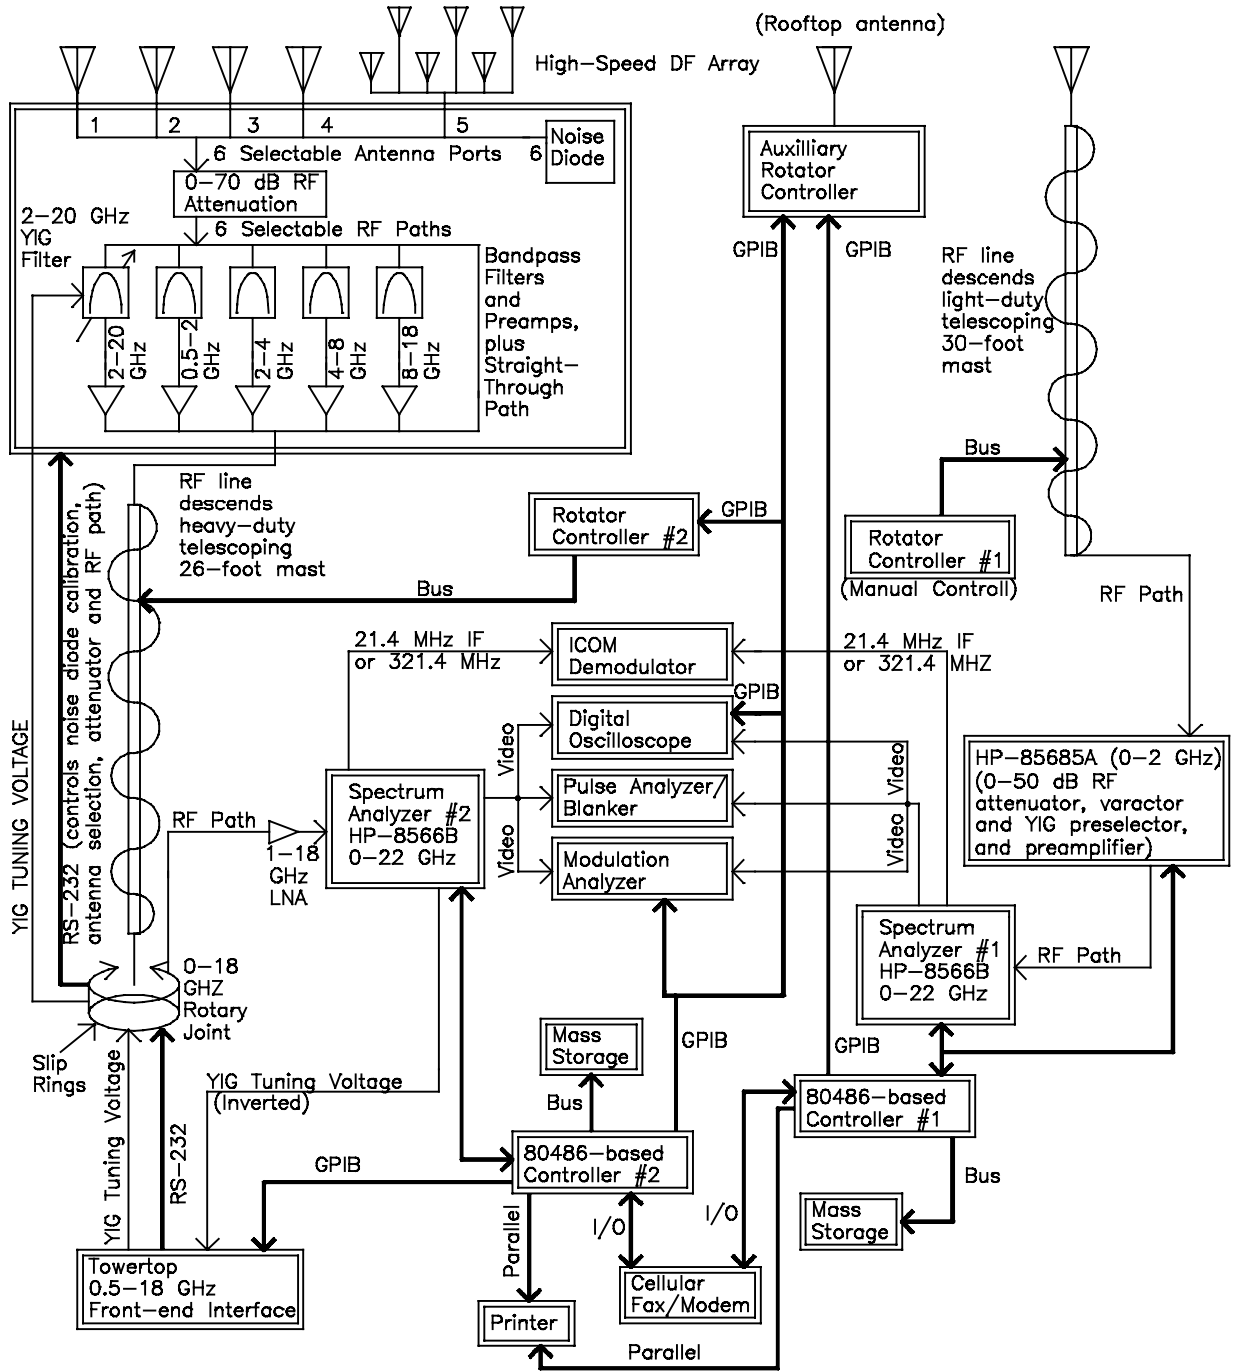 (Rooftop antenna)
High-Speed DF Array
1
2
3
4
5
6 Selectable Antenna Ports
6
Noise
Diode
0-70 dB RF
Attenuation
6 Selectable RF Paths
2-20 GHz
YIG
Filter
Bandpass
Filters
and
Preamps,
plus
Straight-
Through
Path
2-20
GHz
0.5-2
GHz
2-4
GHz
4-8
GHz
8-18
GHz
Auxilliary
Rotator
Controller
GPIB
GPIB
RF line
descends
light-duty
telescoping
30-foot
mast
Bus
RF line
descends
heavy-duty
telescoping
26-foot mast
Rotator
Controller #2
GPIB
Rotator
Controller #1
(Manual Controll)
Bus
RF Path
YIG TUNING VOLTAGE
RS-232 (controls noise diode calibration,
antenna selection, attenuator and RF path)
21.4 MHz IF
or 321.4 MHz
ICOM
Demodulator
21.4 MHz IF
or 321.4 MHZ
GPIB
Digital
Oscilloscope
Video
Video
Pulse Analyzer/
Blanker
Video
Video
Modulation
Analyzer
HP-85685A (0-2 GHz)
(0-50 dB RF
attenuator, varactor
and YIG preselector,
and preamplifier)
RF Path
1-18
GHz
LNA
Spectrum
Analyzer #2
HP-8566B
0-22 GHz
Spectrum
Analyzer #1
HP-8566B
0-22 GHz
RF Path
0-18
GHZ
Rotary
Joint
Slip
Rings
YIG Tuning Voltage
RS-232
YIG Tuning Voltage
(Inverted)
Mass
Storage
GPIB
Bus
GPIB
80486-based
Controller #1
80486-based
Controller #2
GPIB
Bus
Mass
Storage
I/O
I/O
Parallel
Towertop
0.5-18 GHz
Front-end Interface
Cellular
Fax/Modem
Printer
Parallel